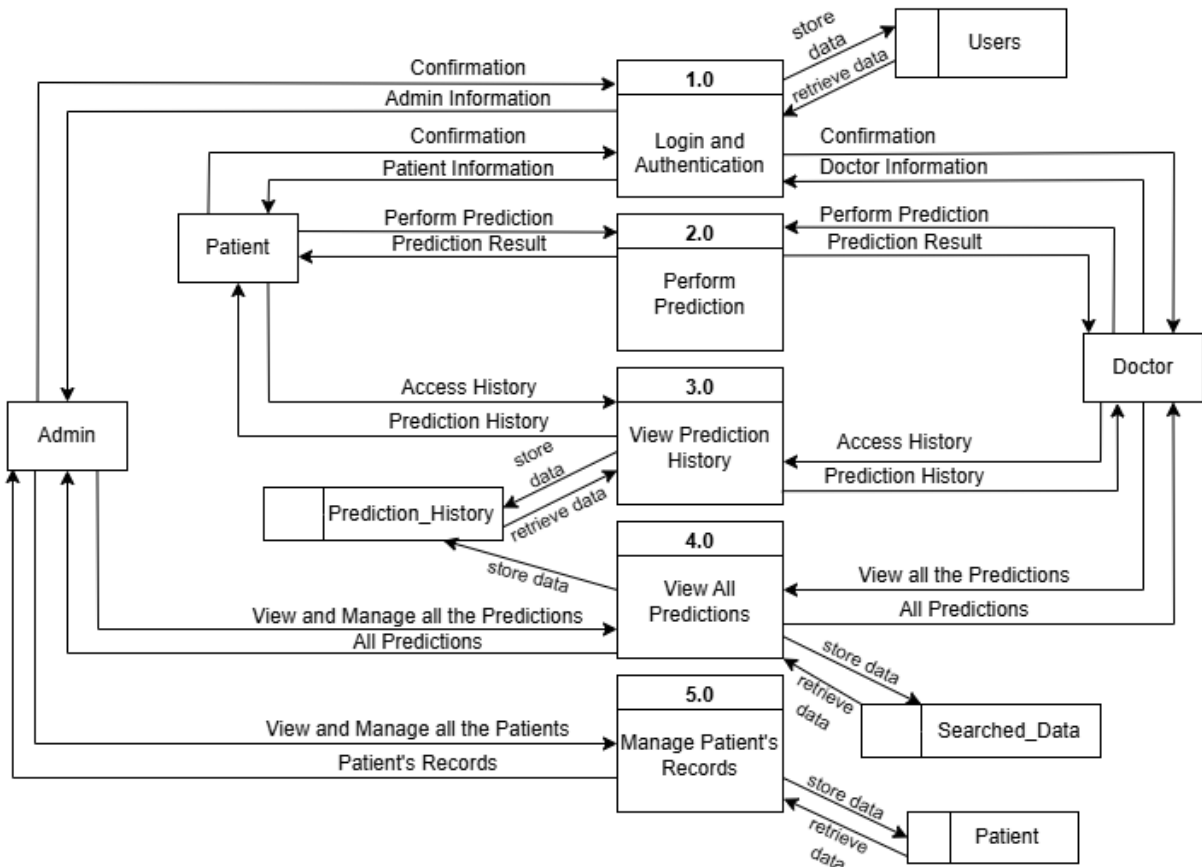 store
data
Users
retrieve data
Confirmation
1.0
Admin Information
Confirmation
Login and
Authentication
Confirmation
Patient Information
Doctor Information
Perform Prediction
2.0
Perform Prediction
Patient
Prediction Result
Prediction Result
Perform
Prediction
Doctor
Access History
3.0
Prediction History
Admin
View Prediction
History
Access History
store
data
Prediction History
Prediction_History
retrieve data
4.0
store data
View All
Predictions
View all the Predictions
All Predictions
View and Manage all the Predictions
All Predictions
store data
retrieve
data
5.0
View and Manage all the Patients
Searched_Data
Manage Patient's
Records
Patient's Records
store data
retrieve
data
Patient